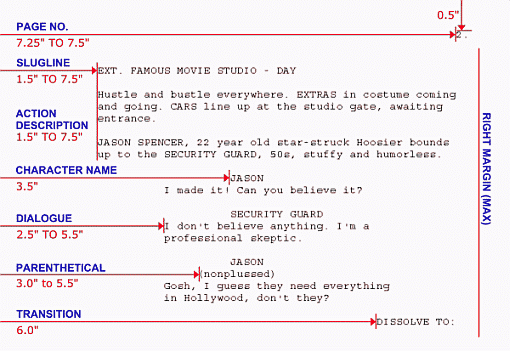 0.5"
PAGE NO.
7.25" TO 7.5"
2.
SLUGLINE
1.5" TO 7.5"
EXT. FAMOUS MOVIE STUDIO - DAY
Hustle and bustle everywhere. EXTRAS in costume coming
and going. CARS line up at the studio gate, awaiting
entrance.
ACTION
DESCRIPTION
1.5" TO 7.5"
JASON SPENCER, 22 year old star-struck Hoosier bounds
up to the SECURITY GUARD, 50s, stuffy and humorless.
CHARACTER NAME
3.5"
JASON
I made it! Can you believe it?
DIALOGUE
2.5" TO 5.5"
SECURITY GUARD
I don't believe anything. I'm a
professional skeptic.
PARENTHETICAL
3.0" to 5.5"
JASON
(nonplussed)
Gosh, I guess they need everything
in Hollywood, don't they?
TRANSITION
6.0"
DISSOLVE TO:
RIGHT MARGIN (MAX)